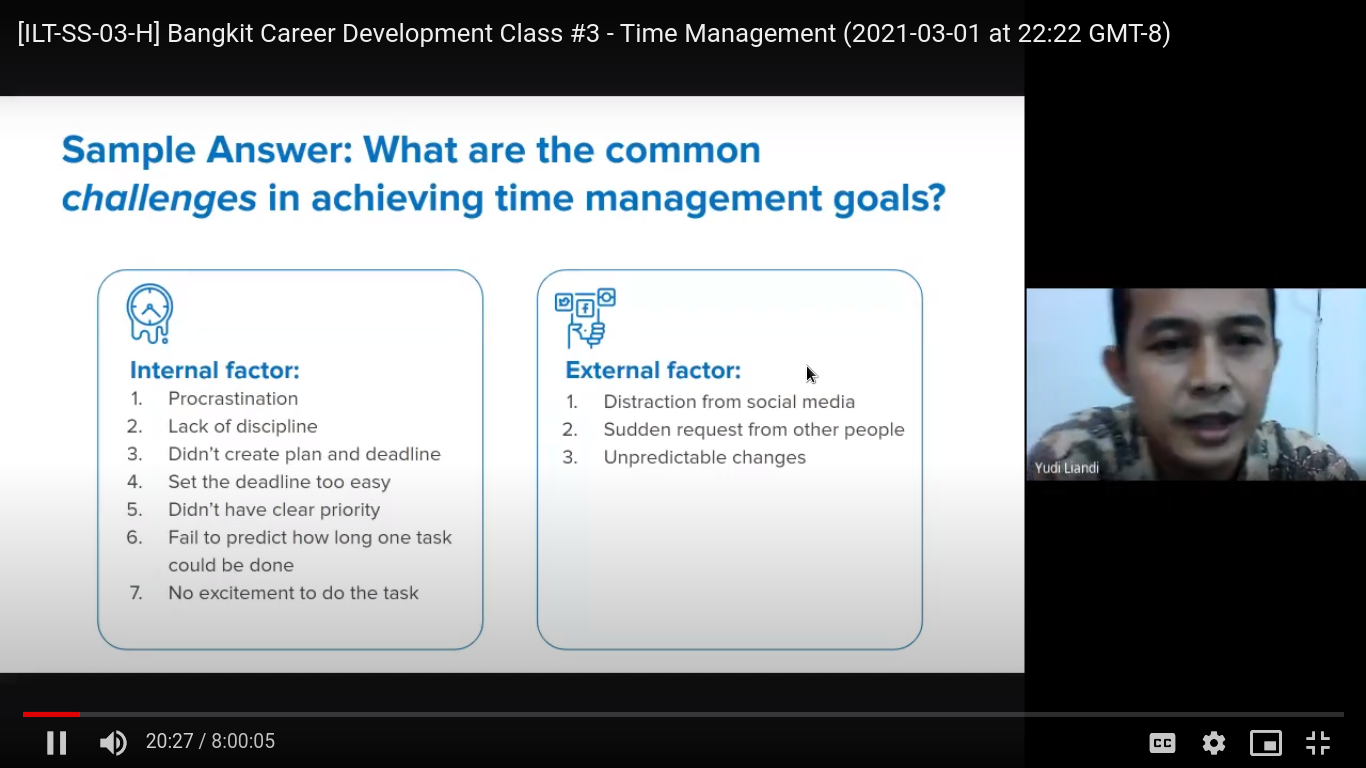 [ILT-SS-03-H] Bangkit Career Development Class #3 - Time Management (2021-03-01 at 22:22 GMT-8)
Sample Answer: What are the common
challenges in achieving time management goals?
Internal factor:
1. Procrastination
2. Lack of discipline
3. Didn't create plan and deadline
4. Set the deadline too easy
5. Didn't have clear priority
6. Fail to predict how long one task
could be done
7. No excitement to do the task
External factor:
1. Distraction from social media
2. Sudden request from other people
3. Unpredictable changes
Yudi Liandi
20:27 / 8:00:05
CC